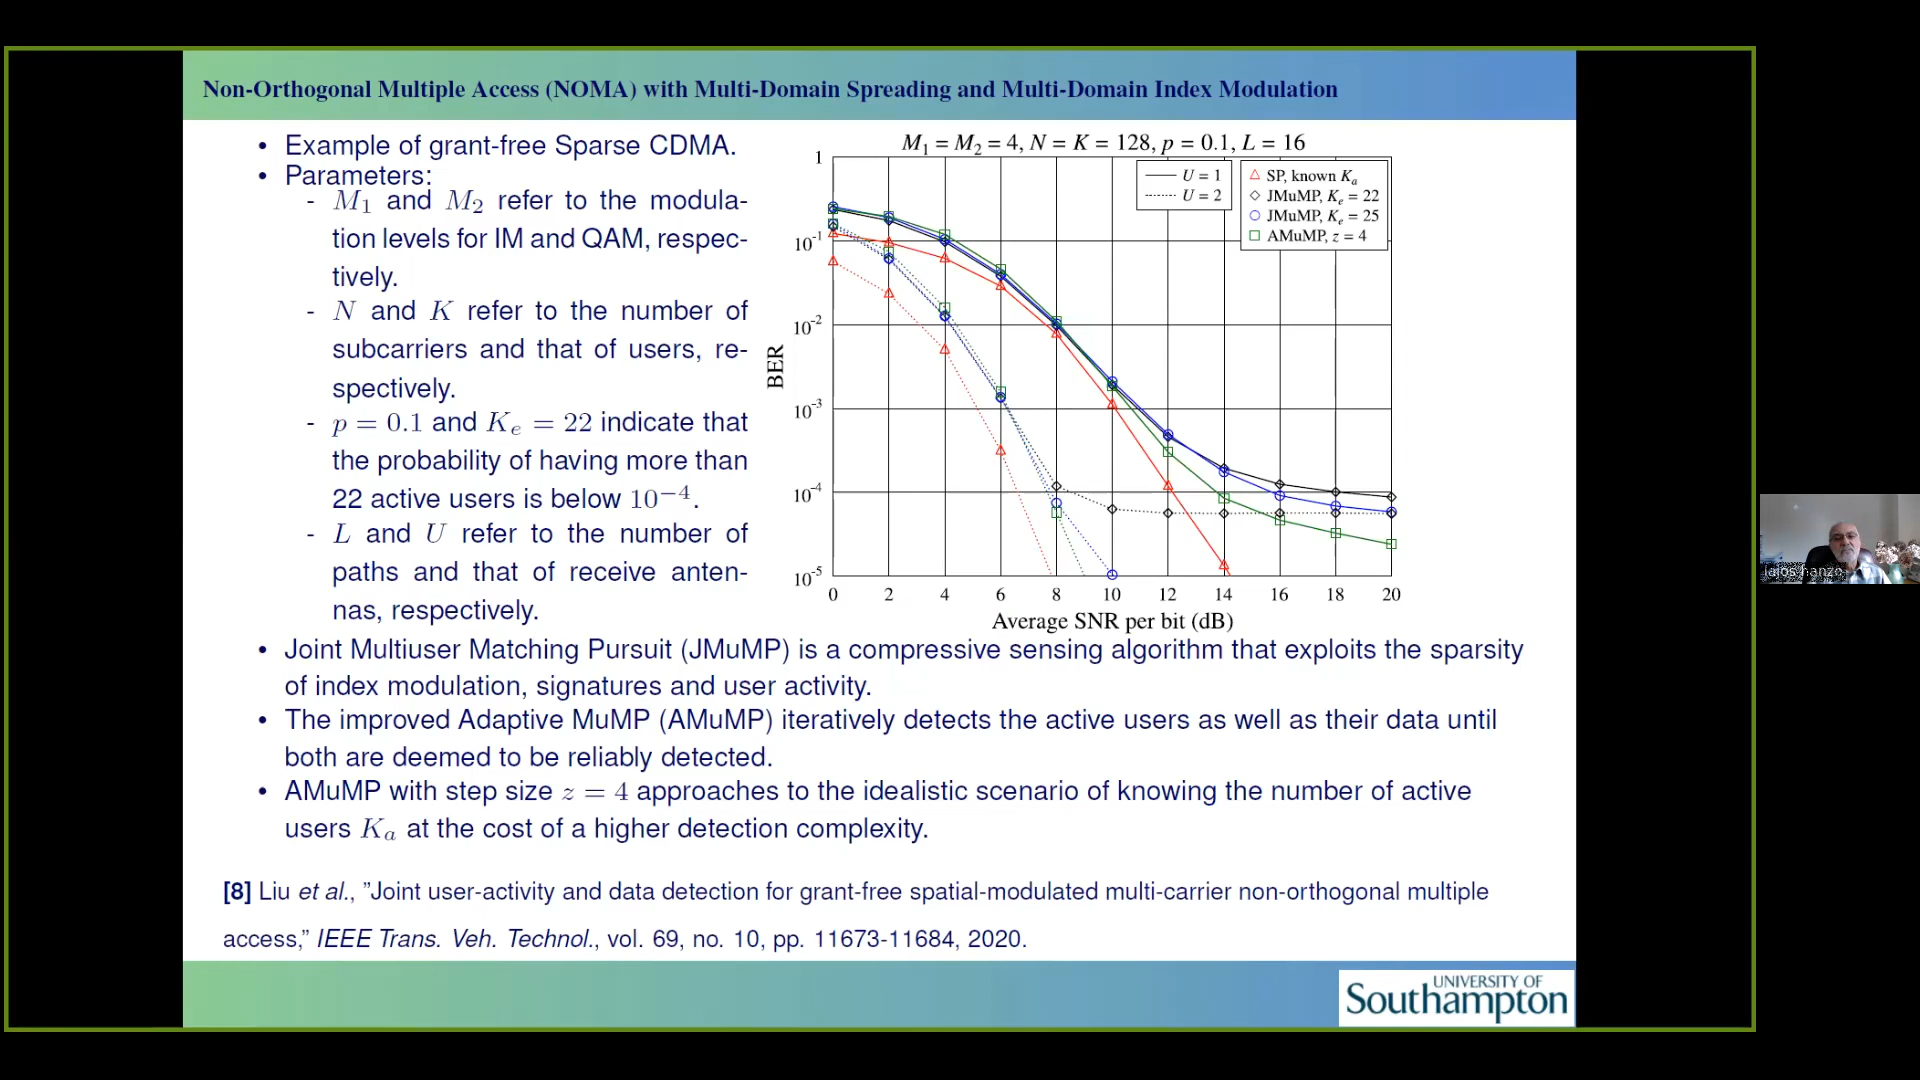 Non-Orthogonal Multiple Access (NOMA) with Multi-Domain Spreading and Multi-Domain Index Modulation
• Example of grant-free Sparse CDMA.
• Parameters:
- M₁ and M₂ refer to the modula-
tion levels for IM and QAM, respec-
tively.
- N and K refer to the number of
subcarriers and that of users, re-
spectively.
- p = 0.1 and Kₑ = 22 indicate that
the probability of having more than
22 active users is below 10⁻⁴.
- L and U refer to the number of
paths and that of receive anten-
nas, respectively.
M₁ = M₂ = 4, N = K = 128, p = 0.1, L = 16
U = 1
U = 2
SP, known Kₐ
JMuMP, Kₑ = 22
JMuMP, Kₑ = 25
AMuMP, z = 4
BER
1
10⁻¹
10⁻²
10⁻³
10⁻⁴
10⁻⁵
0 2 4 6 8 10 12 14 16 18 20
Average SNR per bit (dB)
• Joint Multiuser Matching Pursuit (JMuMP) is a compressive sensing algorithm that exploits the sparsity
of index modulation, signatures and user activity.
• The improved Adaptive MuMP (AMuMP) iteratively detects the active users as well as their data until
both are deemed to be reliably detected.
• AMuMP with step size z = 4 approaches to the idealistic scenario of knowing the number of active
users Kₐ at the cost of a higher detection complexity.
[8] Liu et al., ”Joint user-activity and data detection for grant-free spatial-modulated multi-carrier non-orthogonal multiple
access,” IEEE Trans. Veh. Technol., vol. 69, no. 10, pp. 11673-11684, 2020.
UNIVERSITY OF
Southampton
lajos hanzo